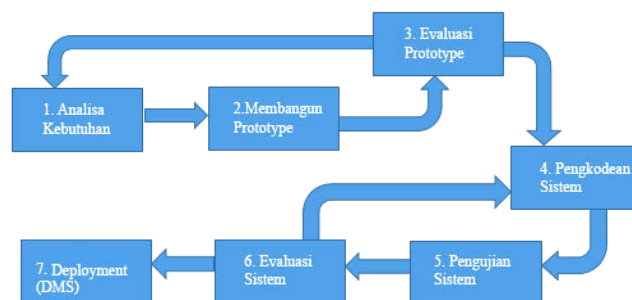 1. Analisa
Kebutuhan
2.Membangun
Prototype
3. Evaluasi
Prototype
4. Pengkodean
Sistem
5. Pengujian
Sistem
6. Evaluasi
Sistem
7. Deployment
(DMS)